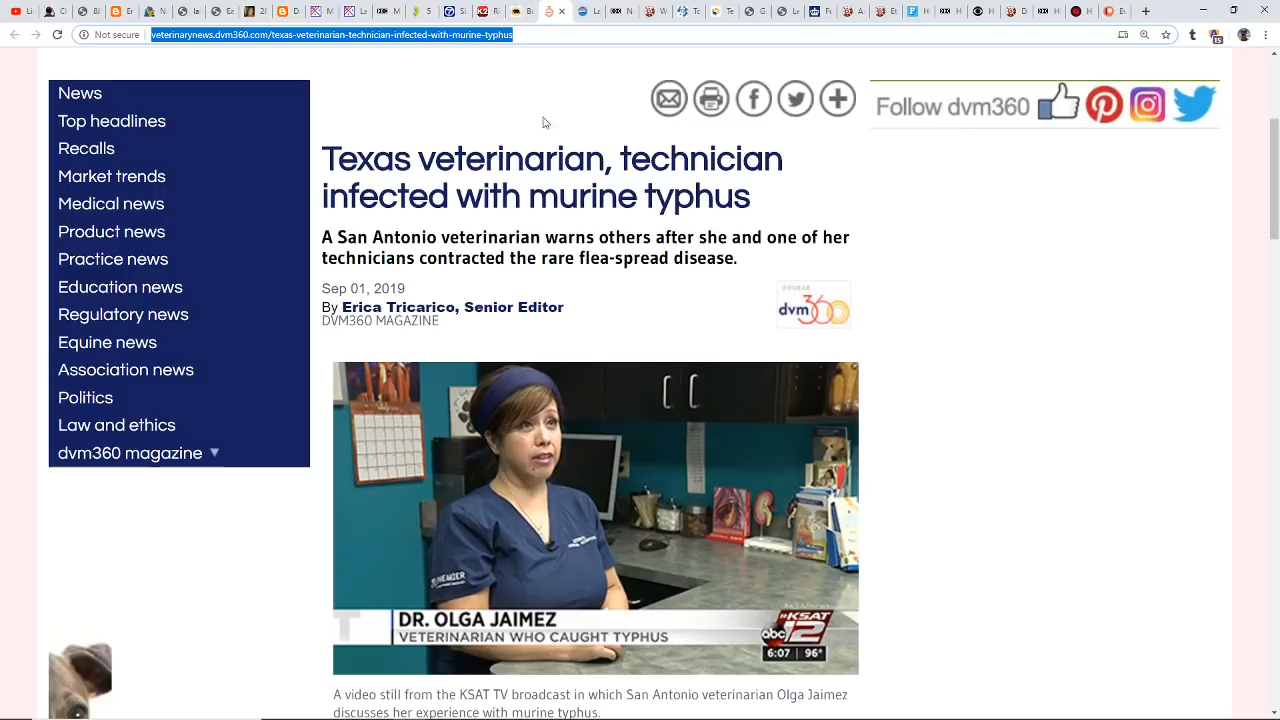 Not secure
veterinarynews.dvm360.com/texas-veterinarian-technician-infected-with-murine-typhus
News
Top headlines
Recalls
Market trends
Medical news
Product news
Practice news
Education news
Regulatory news
Equine news
Association news
Politics
Law and ethics
dvm360 magazine
Follow dvm360
Texas veterinarian, technician
infected with murine typhus
A San Antonio veterinarian warns others after she and one of her
technicians contracted the rare flea-spread disease.
Sep 01, 2019
By Erica Tricarico, Senior Editor
DVM360 MAGAZINE
dvm360
PREMIER
DR. OLGA JAIMEZ
VETERINARIAN WHO CAUGHT TYPHUS
KSAT
abc 12
6:07 96°
A video still from the KSAT TV broadcast in which San Antonio veterinarian Olga Jaimez
discusses her experience with murine typhus.